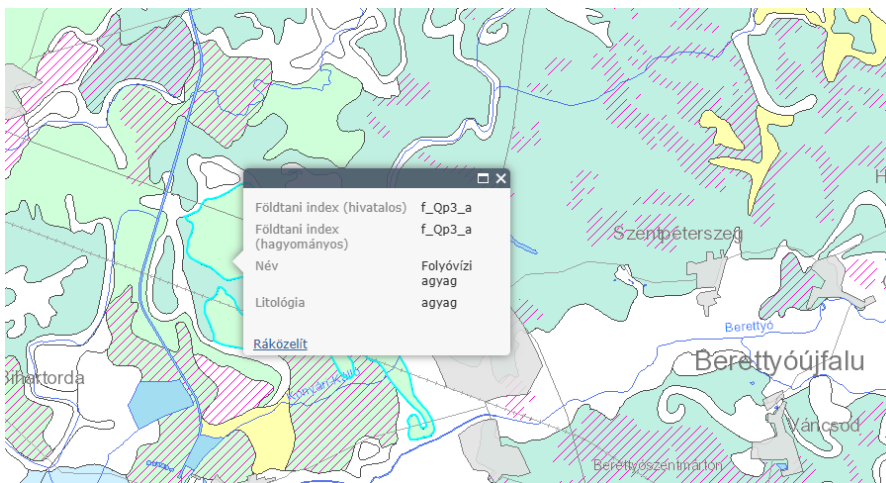 Földtani index (hivatalos) f_Qp3_a
Földtani index f_Qp3_a
(hagyományos)
Név Folyóvízi
agyag
Litológia agyag
Ráközelít
H
Szentpéterszeg
Berettyó
Berettyóújfalu
Bihartorda
Váncsod
Berettyószentmárton